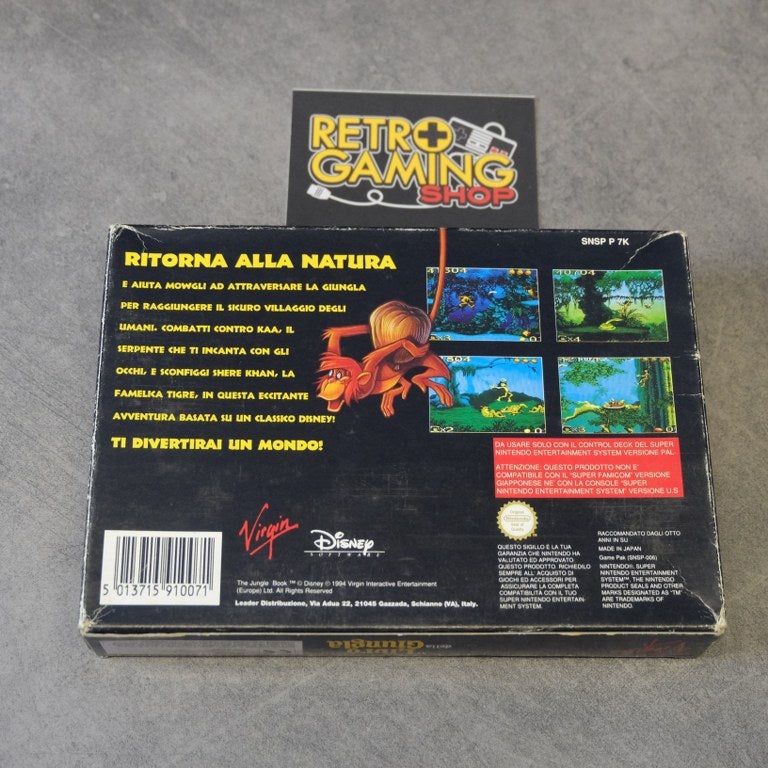 RETRO
GAMING
SHOP
SNSP P 7K
RITORNA ALLA NATURA
E AIUTA MOWGLI AD ATTRAVERSARE LA GIUNGLA
PER RAGGIUNGERE IL SICURO VILLAGGIO DEGLI
UMANI. COMBATTI CONTRO KAA, IL
SERPENTE CHE TI INCANTA CON GLI
OCCHI, E SCONFIGGI SHERE KHAN, LA
FAMELICA TIGRE, IN QUESTA ECCITANTE
AVVENTURA BASATA SU UN CLASSICO DISNEY!
TI DIVERTIRAI UN MONDO!
DA USARE SOLO CON IL CONTROL DECK DEL SUPER
NINTENDO ENTERTAINMENT SYSTEM VERSIONE PAL.
ATTENZIONE: QUESTO PRODOTTO NON E'
COMPATIBILE CON IL "SUPER FAMICOM" VERSIONE
GIAPPONESE NE' CON LA CONSOLE "SUPER
NINTENDO ENTERTAINMENT SYSTEM" VERSIONE U.S
Virgin
DISNEY
SOFTWARE
5 013715 910071
The Jungle Book ™ © Disney © 1994 Virgin Interactive Entertainment
(Europe) Ltd. All Rights Reserved
Leader Distribuzione, Via Adua 22, 21045 Gazzada, Schianno (VA), Italy.
Original
Nintendo
Seal of
Quality
QUESTO SIGILLO È LA TUA
GARANZIA CHE NINTENDO HA
VALUTATO ED APPROVATO
QUESTO PRODOTTO. RICHIEDILO
SEMPRE ALL' ACQUISTO DI
GIOCHI ED ACCESSORI PER
ASSICURARE LA COMPLETA
COMPATIBILITÀ CON IL TUO
SUPER NINTENDO ENTERTAIN-
MENT SYSTEM.
RACCOMANDATO DAGLI OTTO
ANNI IN SU
MADE IN JAPAN
Game Pak (SNSP-006)
NINTENDO®, SUPER
NINTENDO ENTERTAINMENT
SYSTEM™, THE NINTENDO
PRODUCT SEALS AND OTHER
MARKS DESIGNATED AS "TM"
ARE TRADEMARKS OF
NINTENDO.
della
Giungla